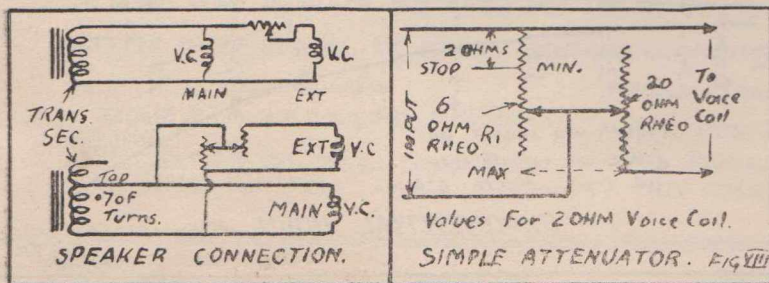 V.C.
V.C.
MAIN
EXT
TRANS.
SEC.
EXT
V.C
TOP
.7 OF
TURNS.
MAIN
V.C.
SPEAKER CONNECTION.
2 OHMS
STOP
MIN.
INPUT
6
OHM R1
RHEO
20
OHM
RHEO
To
Voice
Coil
MAX
Values For 2 OHM Voice Coil.
SIMPLE ATTENUATOR. FIG VIII